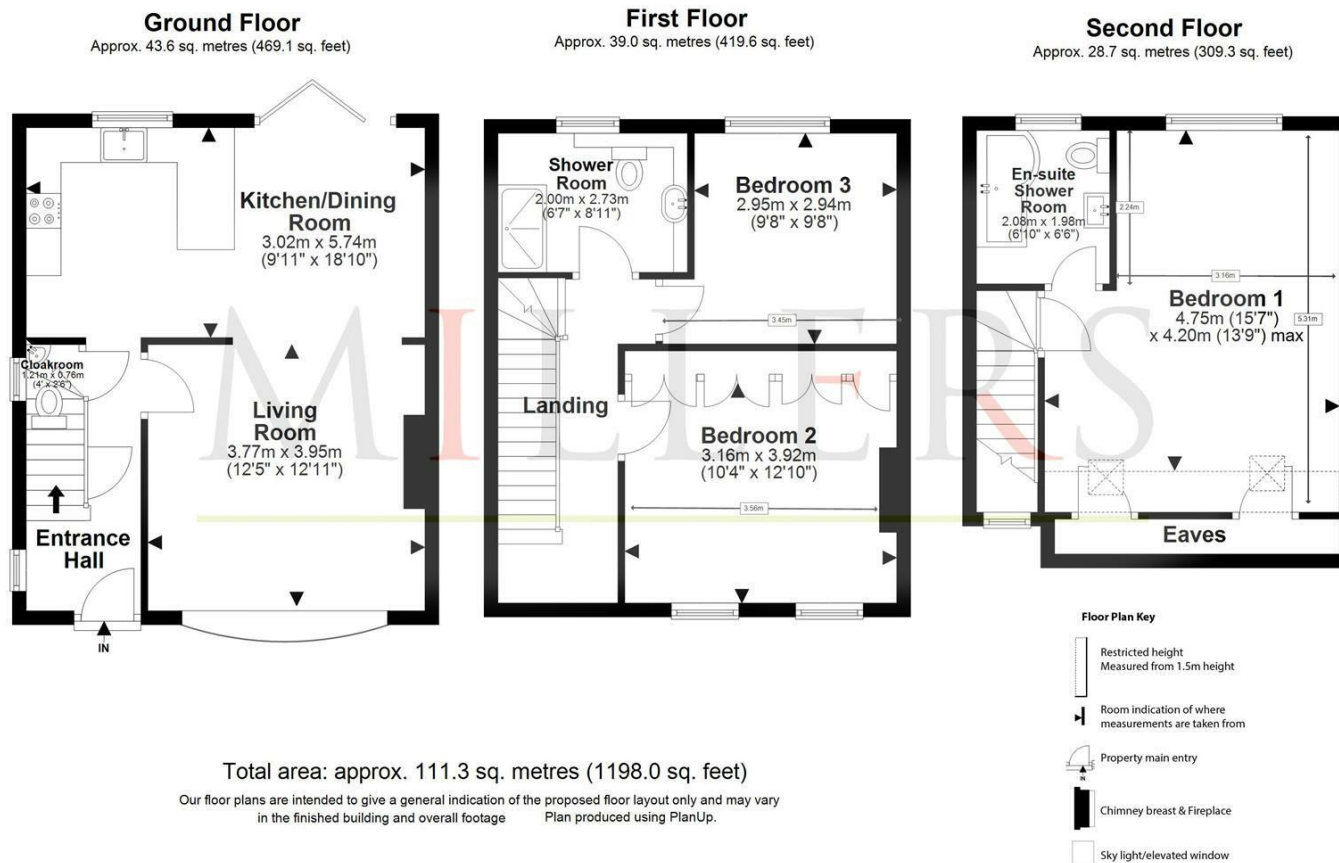 Ground Floor
Approx. 43.6 sq. metres (469.1 sq. feet)
Kitchen/Dining
Room
3.02m x 5.74m
(9'11" x 18'10")
Cloakroom
1.21m x 0.76m
(4' x 2'6")
Living
Room
3.77m x 3.95m
(12'5" x 12'11")
Entrance
Hall
IN
First Floor
Approx. 39.0 sq. metres (419.6 sq. feet)
Shower
Room
2.00m x 2.73m
(6'7" x 8'11")
Bedroom 3
2.95m x 2.94m
(9'8" x 9'8")
3.45m
Landing
Bedroom 2
3.16m x 3.92m
(10'4" x 12'10")
3.56m
Second Floor
Approx. 28.7 sq. metres (309.3 sq. feet)
En-suite
Shower
Room
2.08m x 1.98m
(6'10" x 6'6")
2.24m
3.16m
Bedroom 1
4.75m (15'7")
x 4.20m (13'9") max
5.31m
Eaves
MILLERS
Floor Plan Key
Restricted height
Measured from 1.5m height
Room indication of where
measurements are taken from
Property main entry
IN
Chimney breast & Fireplace
Sky light/elevated window
Total area: approx. 111.3 sq. metres (1198.0 sq. feet)
Our floor plans are intended to give a general indication of the proposed floor layout only and may vary
in the finished building and overall footage Plan produced using PlanUp.